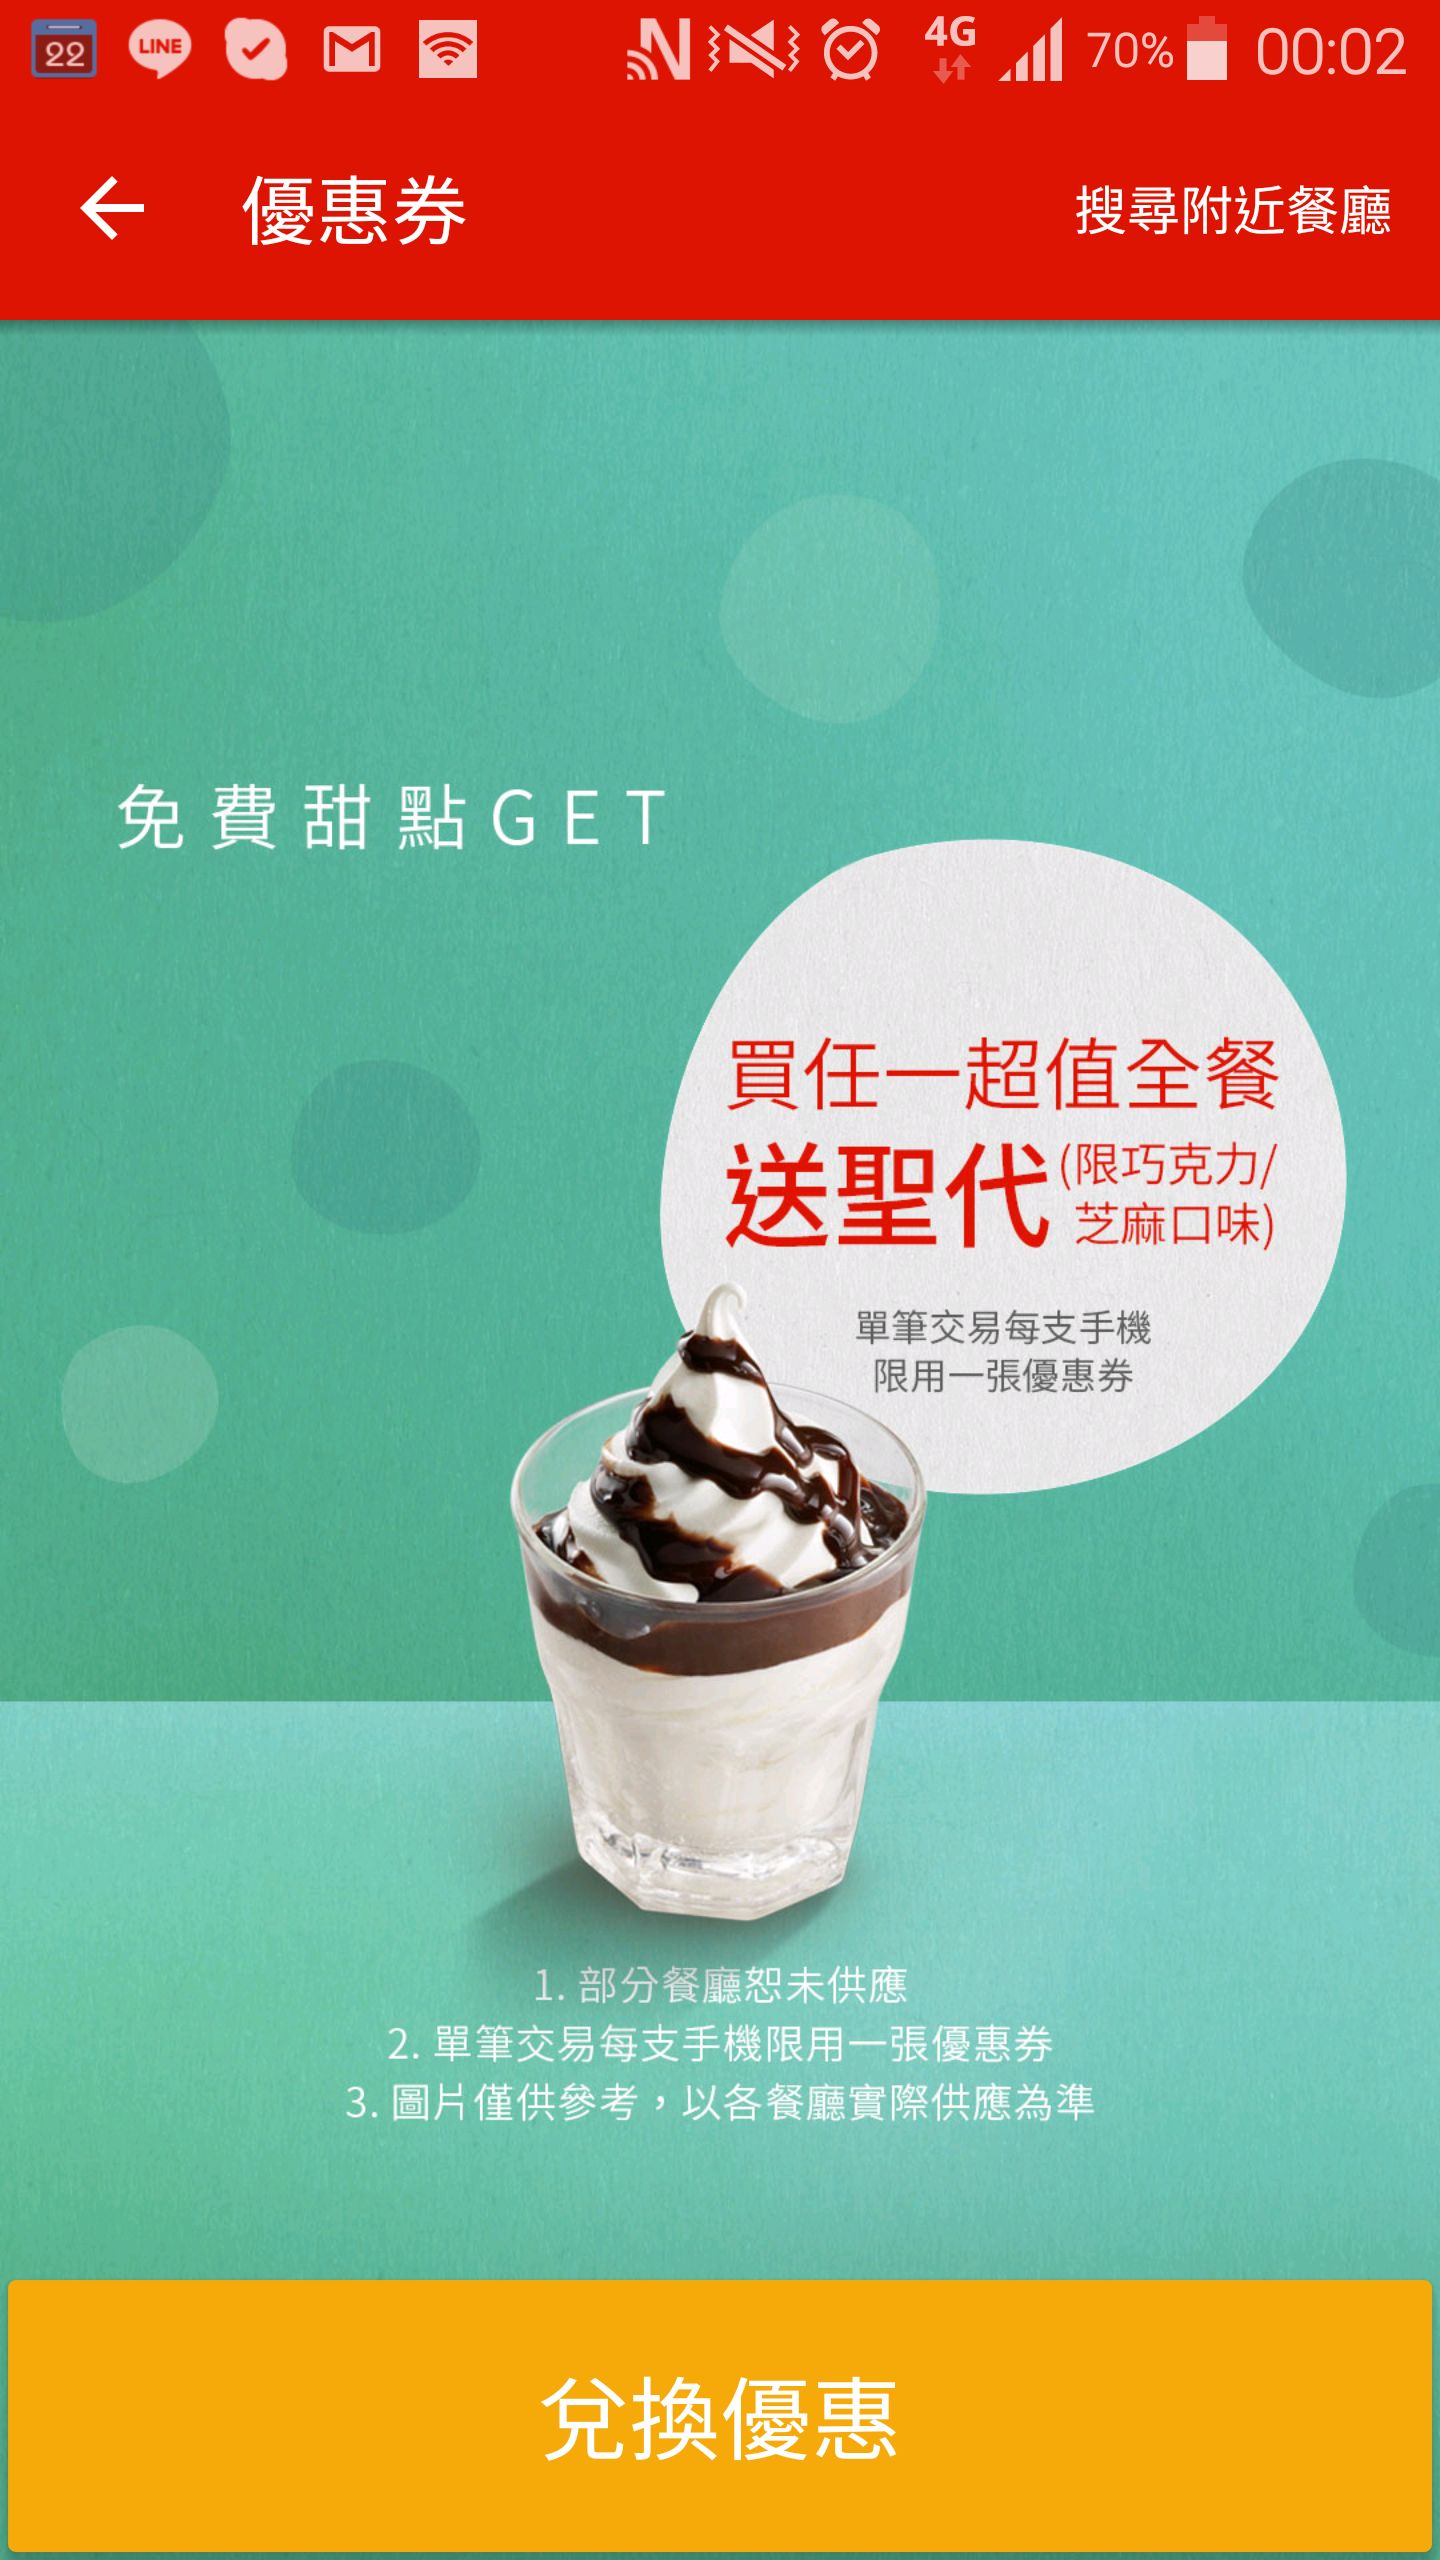 22 LINE 4G 70% 00:02
優惠券
搜尋附近餐廳
免費甜點GET
買任一超值全餐
送聖代(限巧克力/
芝麻口味)
單筆交易每支手機
限用一張優惠券
1. 部分餐廳恕未供應
2. 單筆交易每支手機限用一張優惠券
3. 圖片僅供參考，以各餐廳實際供應為準
兌換優惠